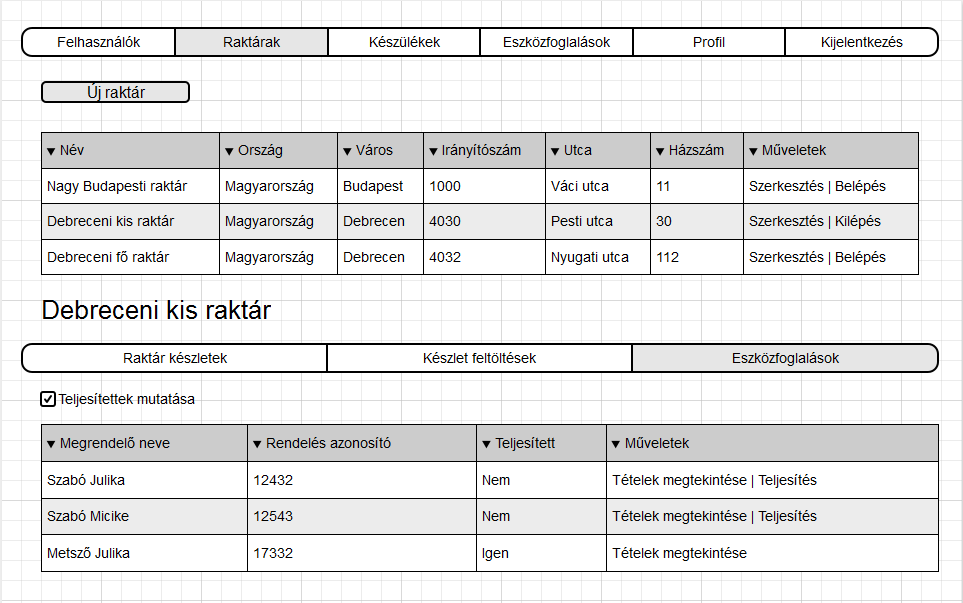 Felhasználók Raktárak Készülékek Eszközfoglalások Profil Kijelentkezés
Új raktár
Név Ország Város Irányítószám Utca Házszám Műveletek
Nagy Budapesti raktár Magyarország Budapest 1000 Váci utca 11 Szerkesztés | Belépés
Debreceni kis raktár Magyarország Debrecen 4030 Pesti utca 30 Szerkesztés | Kilépés
Debreceni fő raktár Magyarország Debrecen 4032 Nyugati utca 112 Szerkesztés | Belépés
Debreceni kis raktár
Raktár készletek Készlet feltöltések Eszközfoglalások
Teljesítettek mutatása
Megrendelő neve Rendelés azonosító Teljesített Műveletek
Szabó Julika 12432 Nem Tételek megtekintése | Teljesítés
Szabó Micike 12543 Nem Tételek megtekintése | Teljesítés
Metsző Julika 17332 Igen Tételek megtekintése